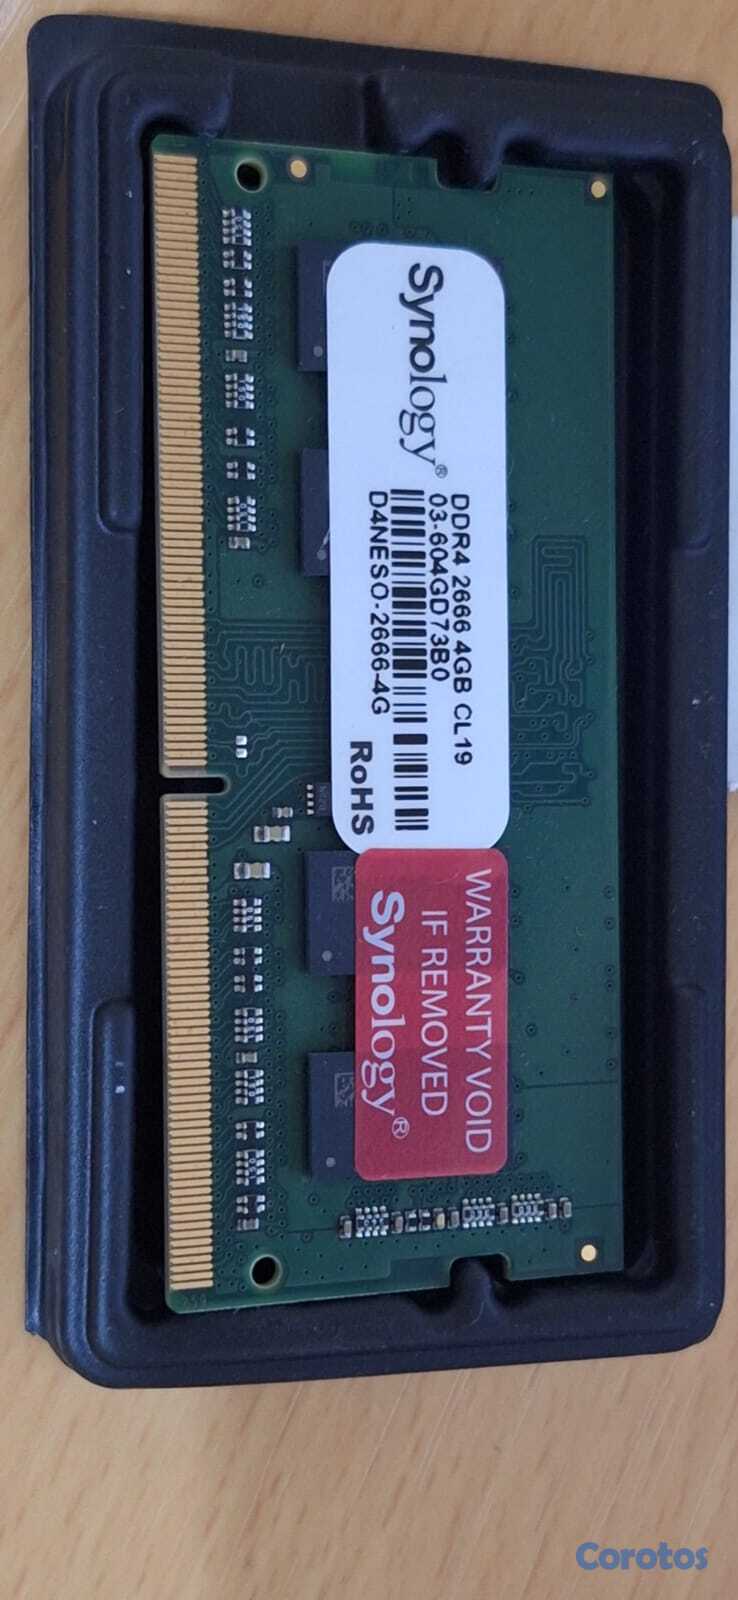 Synology®
DDR4 2666 4GB CL19
03-604GD73B0
D4NESO-2666-4G
RoHS
WARRANTY VOID
IF REMOVED
Synology®
Corotos